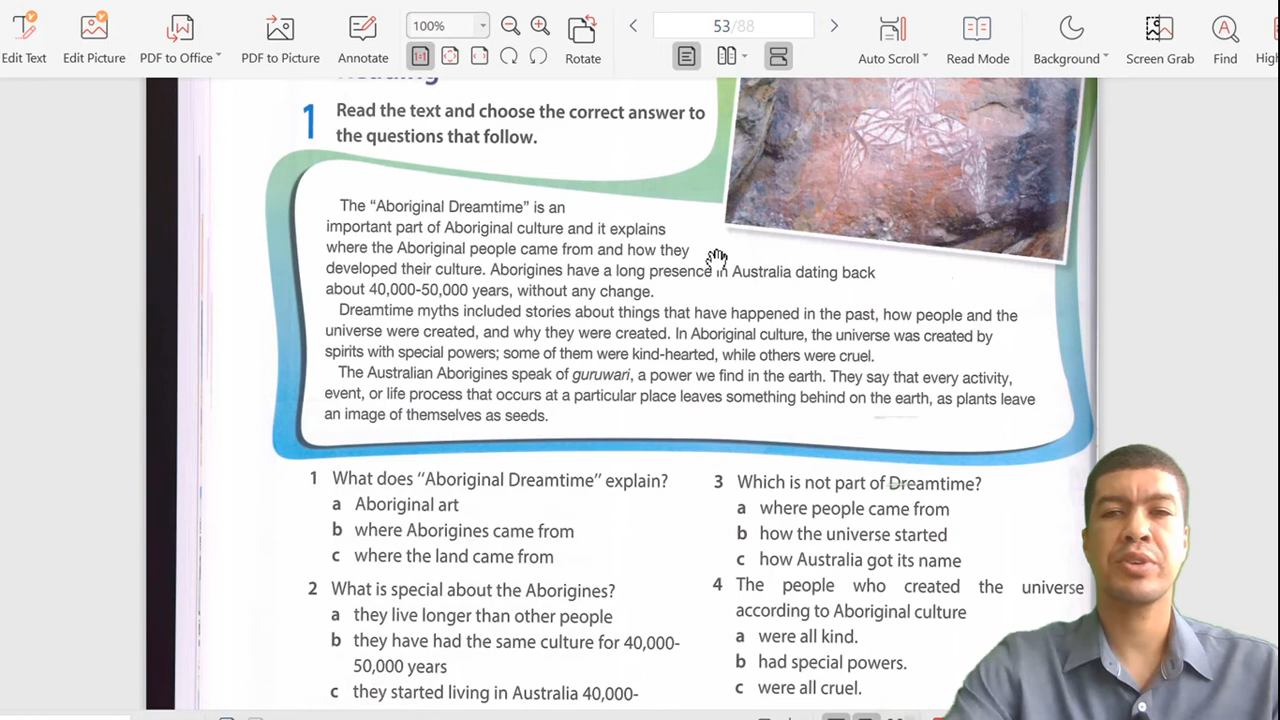 100%
53/88
Edit Text
Edit Picture
PDF to Office
PDF to Picture
Annotate
1:1
Rotate
Auto Scroll
Read Mode
Background
Screen Grab
Find
1 Read the text and choose the correct answer to
the questions that follow.
The “Aboriginal Dreamtime” is an
important part of Aboriginal culture and it explains
where the Aboriginal people came from and how they
developed their culture. Aborigines have a long presence in Australia dating back
about 40,000-50,000 years, without any change.
Dreamtime myths included stories about things that have happened in the past, how people and the
universe were created, and why they were created. In Aboriginal culture, the universe was created by
spirits with special powers; some of them were kind-hearted, while others were cruel.
The Australian Aborigines speak of guruwari, a power we find in the earth. They say that every activity,
event, or life process that occurs at a particular place leaves something behind on the earth, as plants leave
an image of themselves as seeds.
1 What does “Aboriginal Dreamtime” explain?
a Aboriginal art
b where Aborigines came from
c where the land came from
2 What is special about the Aborigines?
a they live longer than other people
b they have had the same culture for 40,000-
50,000 years
c they started living in Australia 40,000-
3 Which is not part of Dreamtime?
a where people came from
b how the universe started
c how Australia got its name
4 The people who created the universe
according to Aboriginal culture
a were all kind.
b had special powers.
c were all cruel.